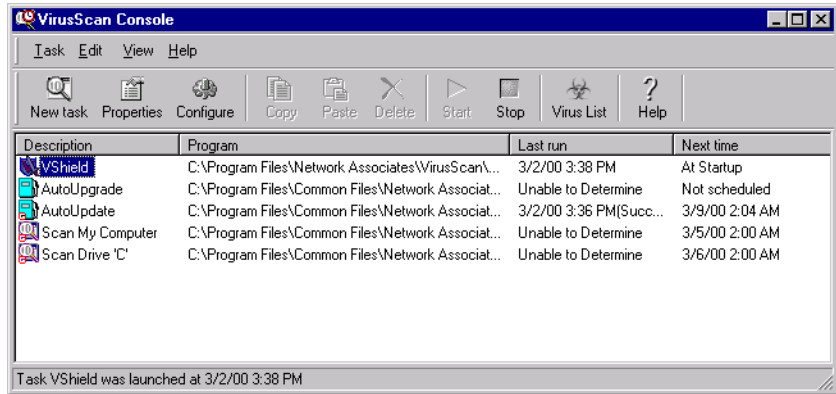 VirusScan Console
Task Edit View Help
New task Properties Configure Copy Paste Delete Start Stop Virus List Help
Description Program Last run Next time
VShield C:\Program Files\Network Associates\VirusScan\... 3/2/00 3:38 PM At Startup
AutoUpgrade C:\Program Files\Common Files\Network Associat... Unable to Determine Not scheduled
AutoUpdate C:\Program Files\Common Files\Network Associat... 3/2/00 3:36 PM(Succ... 3/9/00 2:04 AM
Scan My Computer C:\Program Files\Common Files\Network Associat... Unable to Determine 3/5/00 2:00 AM
Scan Drive 'C' C:\Program Files\Common Files\Network Associat... Unable to Determine 3/6/00 2:00 AM
Task VShield was launched at 3/2/00 3:38 PM